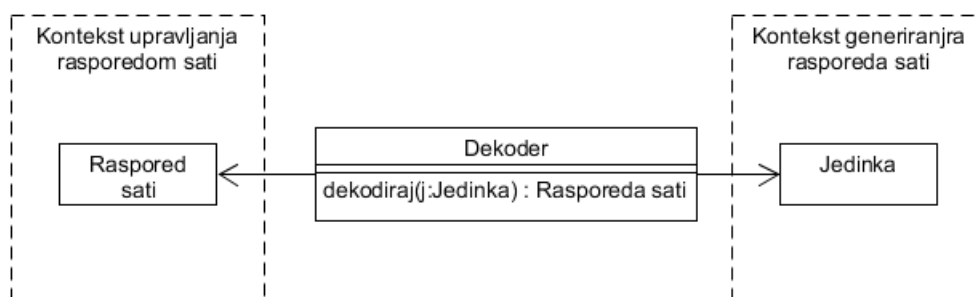 Kontekst upravljanja
rasporedom sati
Raspored
sati
Dekoder
dekodiraj(j:Jedinka) : Rasporeda sati
Kontekst generiranjra
rasporeda sati
Jedinka